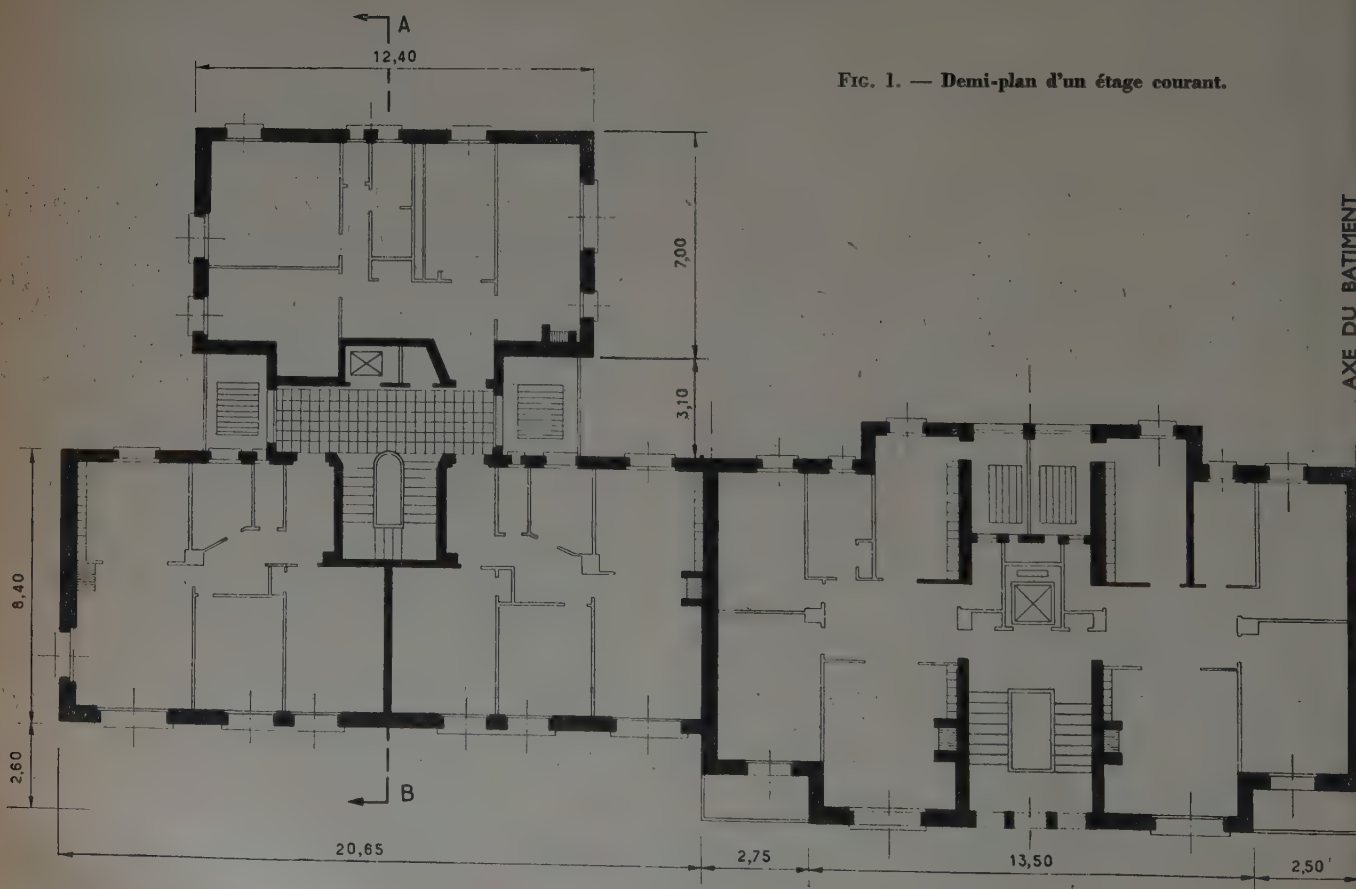 A
12,40
FIG. 1. — Demi-plan d'un étage courant.
7,00
3,10
AXE DU BATIMENT
8,40
2,60
B
20,65
2,75
13,50
2,50